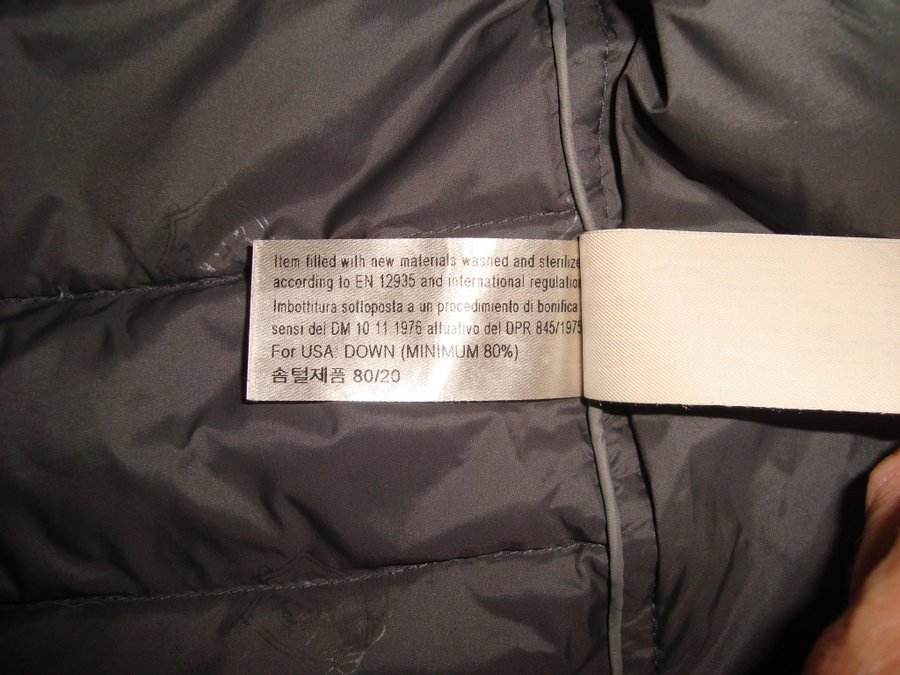 Item filled with new materials washed and sterilize
according to EN 12935 and international regulation
Imbottitura sottoposta a un procedimento di bonifica
sensi del DM 10 11 1976 attuativo del DPR 845/1975
For USA: DOWN (MINIMUM 80%)
솜털제품 80/20